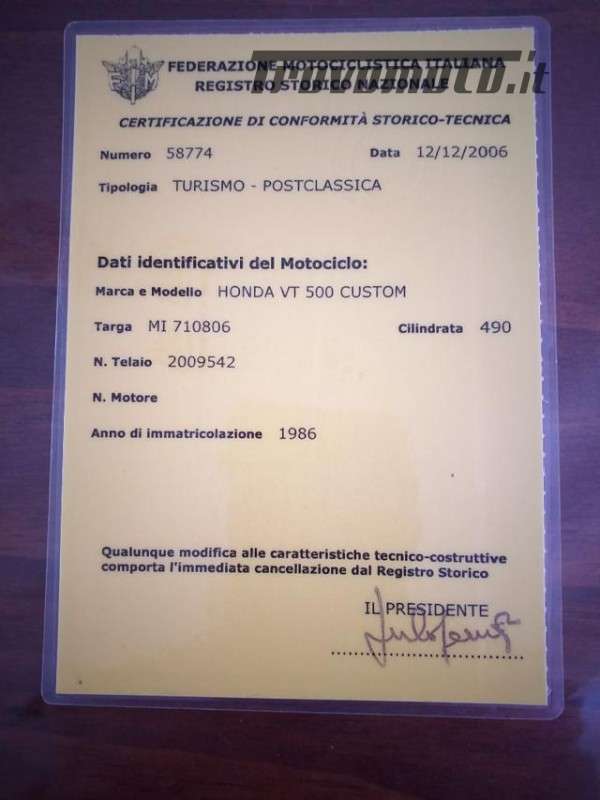 FEDERAZIONE MOTOCICLISTICA ITALIANA
REGISTRO STORICO NAZIONALE
Trovamoto.it
CERTIFICAZIONE DI CONFORMITÀ STORICO-TECNICA
Numero 58774 Data 12/12/2006
Tipologia TURISMO - POSTCLASSICA
Dati identificativi del Motociclo:
Marca e Modello HONDA VT 500 CUSTOM
Targa MI 710806 Cilindrata 490
N. Telaio 2009542
N. Motore
Anno di immatricolazione 1986
Qualunque modifica alle caratteristiche tecnico-costruttive
comporta l'immediata cancellazione dal Registro Storico
IL PRESIDENTE